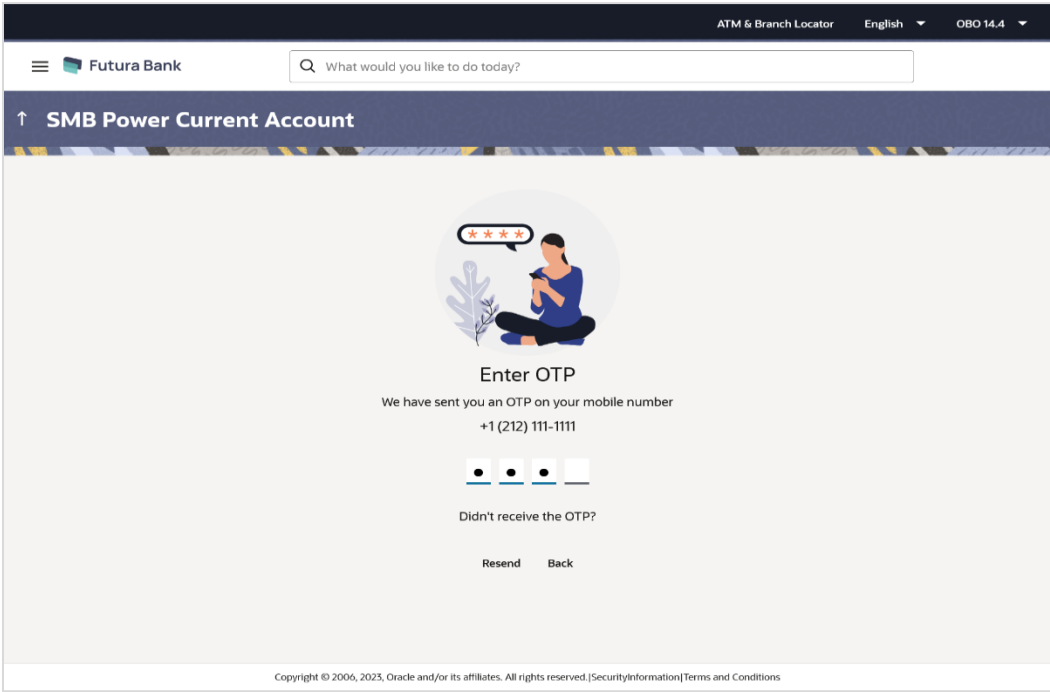 ATM & Branch Locator English OBO 14.4
Futura Bank What would you like to do today?
SMB Power Current Account
* * * *
Enter OTP
We have sent you an OTP on your mobile number
+1 (212) 111-1111
Didn't receive the OTP?
Resend Back
Copyright © 2006, 2023, Oracle and/or its affiliates. All rights reserved.|SecurityInformation|Terms and Conditions